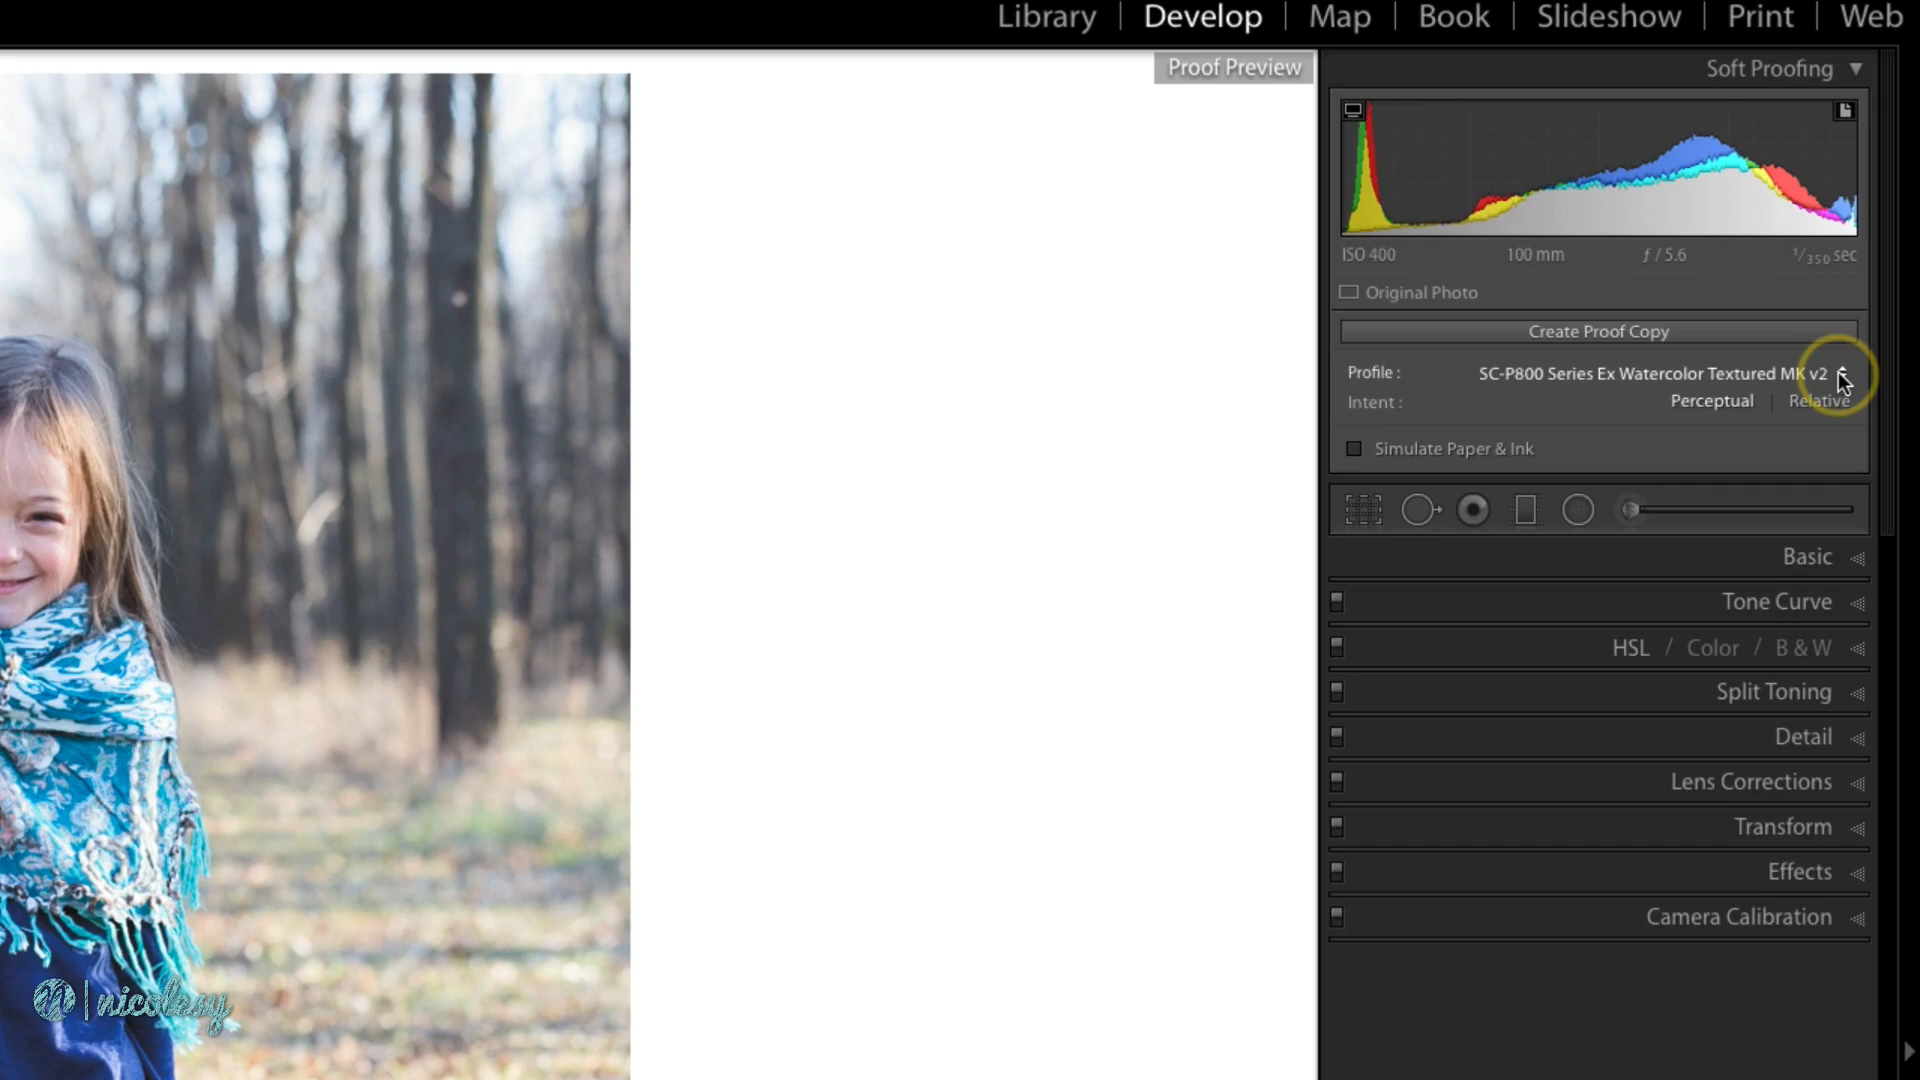 Library | Develop | Map | Book | Slideshow | Print | Web
Proof Preview
Soft Proofing
ISO 400 100 mm ƒ / 5.6 1/350 sec
Original Photo
Create Proof Copy
Profile : SC-P800 Series Ex Watercolor Textured MK v2
Intent : Perceptual | Relative
Simulate Paper & Ink
Basic
Tone Curve
HSL / Color / B & W
Split Toning
Detail
Lens Corrections
Transform
Effects
Camera Calibration
n | nicolesy